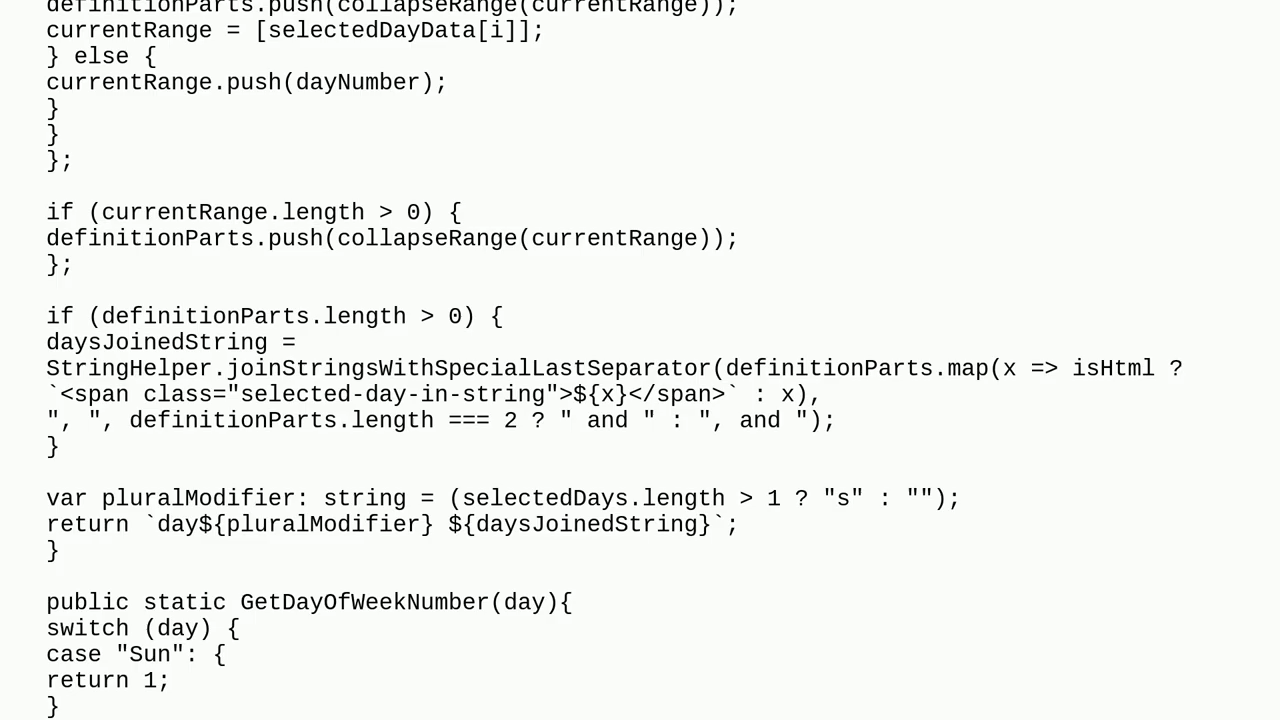 definitionParts.push(collapseRange(currentRange));
currentRange = [selectedDayData[i]];
} else {
currentRange.push(dayNumber);
}
}
};
if (currentRange.length > 0) {
definitionParts.push(collapseRange(currentRange));
};
if (definitionParts.length > 0) {
daysJoinedString =
StringHelper.joinStringsWithSpecialLastSeparator(definitionParts.map(x => isHtml ?
`<span class="selected-day-in-string">${x}</span>` : x),
", ", definitionParts.length === 2 ? " and " : ", and ");
}
var pluralModifier: string = (selectedDays.length > 1 ? "s" : "");
return `day${pluralModifier} ${daysJoinedString}`;
}
public static GetDayOfWeekNumber(day){
switch (day) {
case "Sun": {
return 1;
}